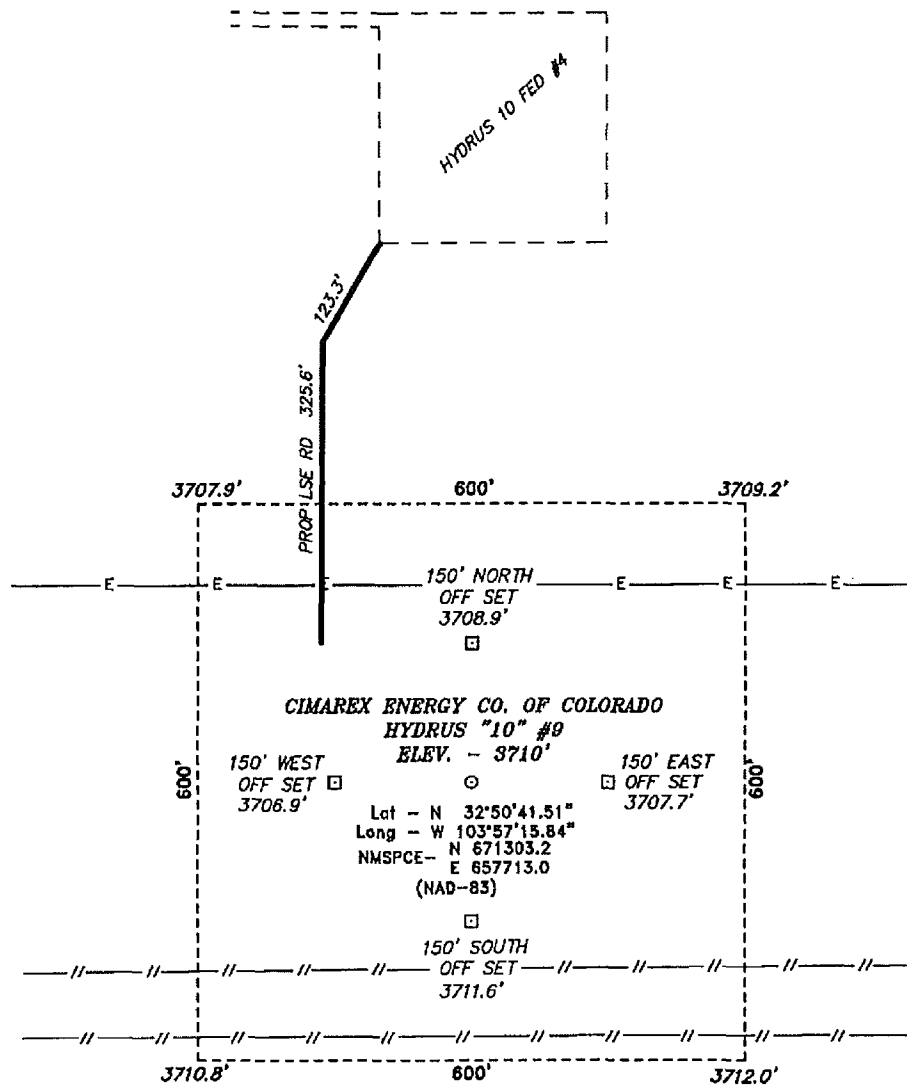 HYDRUS 10 FED #4
123.3'
PROP LSE RD 325.6'
3707.9'
600'
3709.2'
E
E
E
E
E
E
150' NORTH
OFF SET
3708.9'
CIMAREX ENERGY CO. OF COLORADO
HYDRUS "10" #9
ELEV. - 3710'
600'
150' WEST
OFF SET
3706.9'
150' EAST
OFF SET
3707.7'
600'
Lat - N 32°50'41.51"
Long - W 103°57'15.84"
NMSPCE- N 671303.2
E 657713.0
(NAD-83)
150' SOUTH
OFF SET
3711.6'
3710.8'
600'
3712.0'